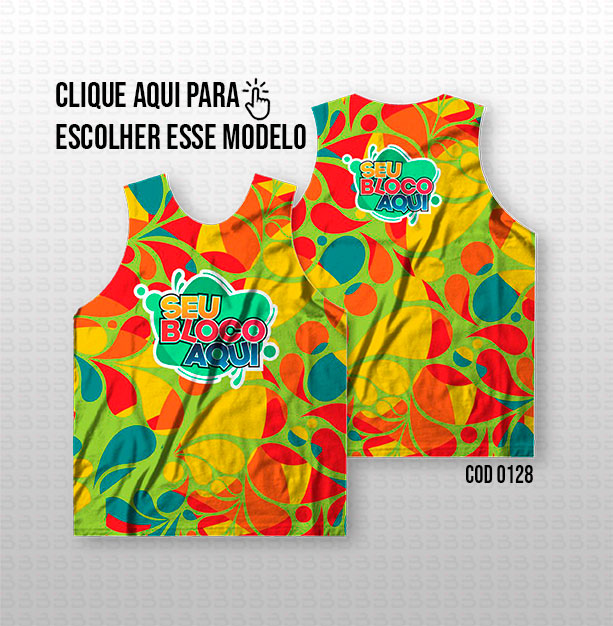 CLIQUE AQUI PARA
ESCOLHER ESSE MODELO
SEU
BLOCO
AQUI
SEU
BLOCO
AQUI
COD 0128